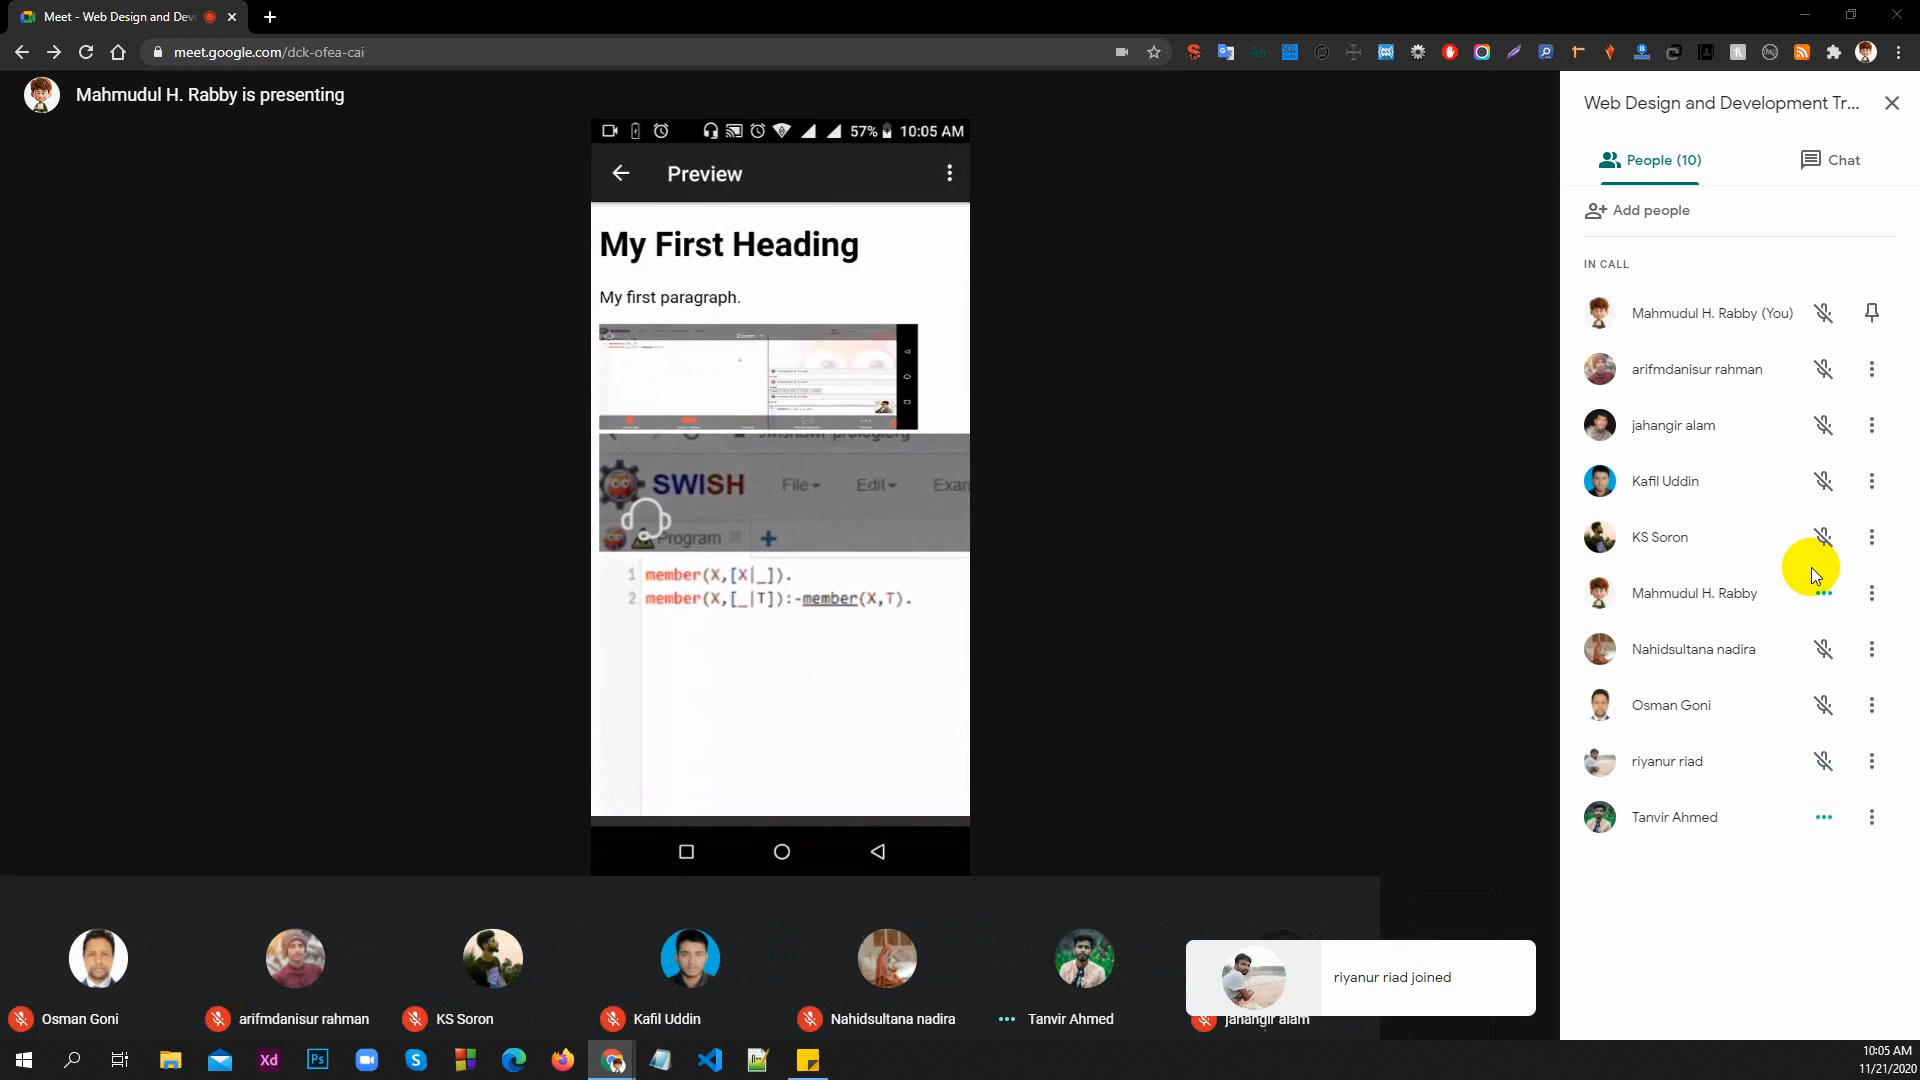 Meet - Web Design and Dev
meet.google.com/dck-ofea-cai
Mahmudul H. Rabby is presenting
57% 10:05 AM
Preview
My First Heading
My first paragraph.
Zoom
SWISH File Edit Exam
Program
1 member(X,[X|_]).
2 member(X,[_|T]):-member(X,T).
Web Design and Development Tr...
People (10)
Chat
Add people
IN CALL
Mahmudul H. Rabby (You)
arifmdanisur rahman
jahangir alam
Kafil Uddin
KS Soron
Mahmudul H. Rabby
Nahidsultana nadira
Osman Goni
riyanur riad
Tanvir Ahmed
riyanur riad joined
Osman Goni
arifmdanisur rahman
KS Soron
Kafil Uddin
Nahidsultana nadira
Tanvir Ahmed
jahangir alam
Xd
Ps
10:05 AM
11/21/2020